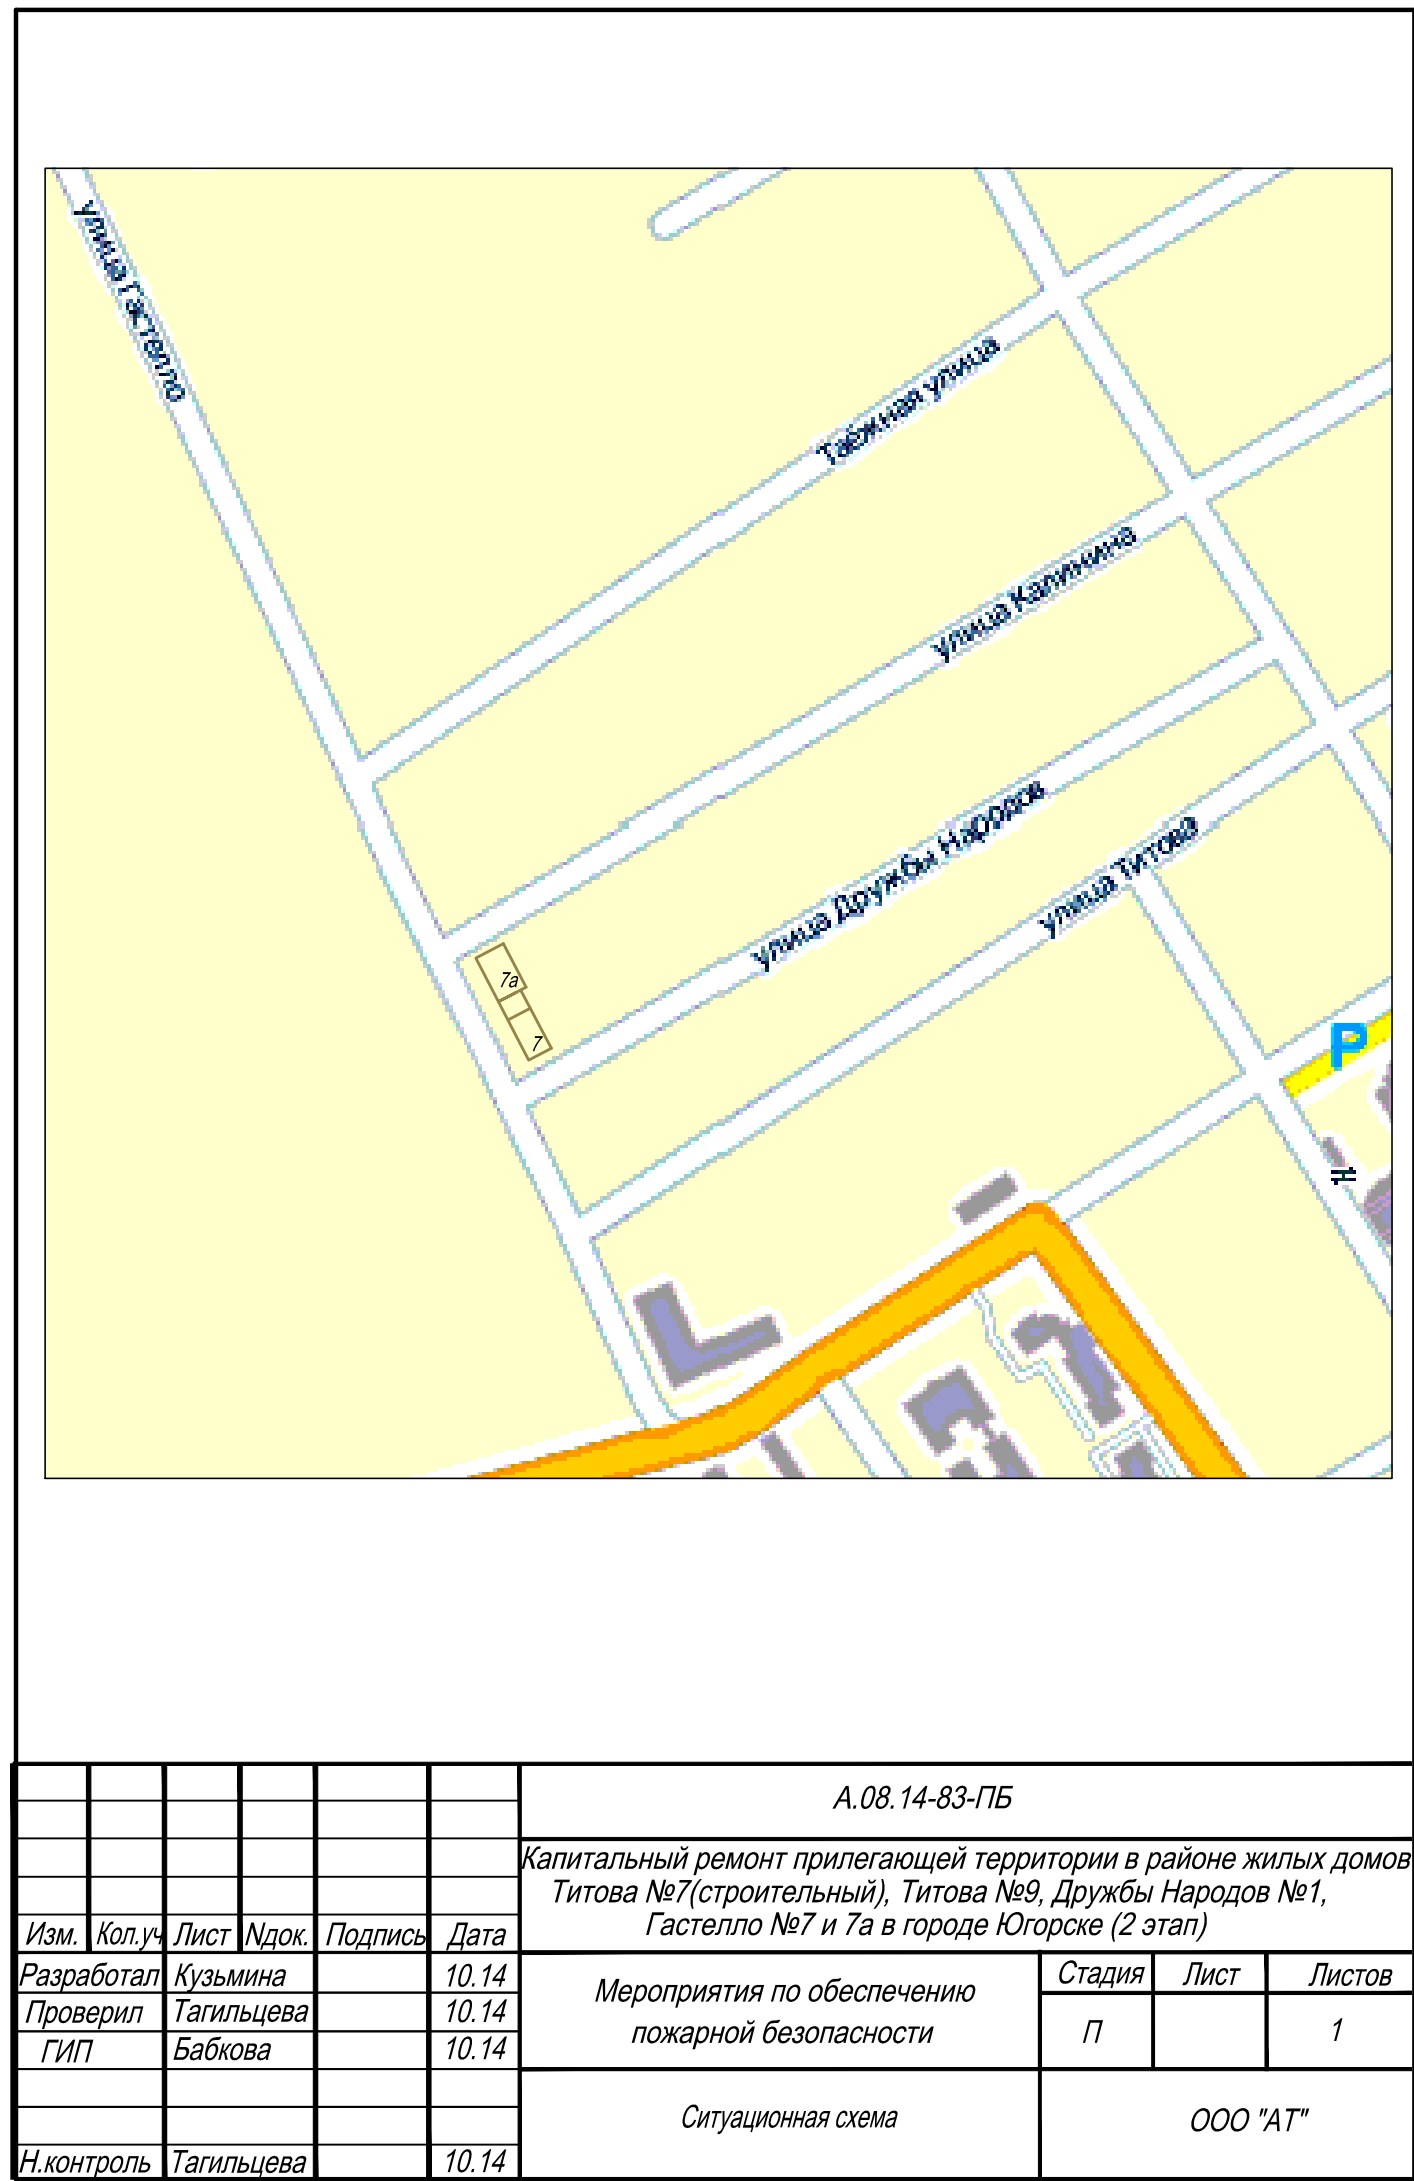 улица Гастелло
Таёжная улица
улица Калинина
улица Дружбы Народов
улица Титова
7а
7
P
А.08.14-83-ПБ
Капитальный ремонт прилегающей территории в районе жилых домов
Титова №7(строительный), Титова №9, Дружбы Народов №1,
Гастелло №7 и 7а в городе Югорске (2 этап)
Изм. Кол.уч Лист Nдок. Подпись Дата
Разработал Кузьмина 10.14
Проверил Тагильцева 10.14
ГИП Бабкова 10.14
Н.контроль Тагильцева 10.14
Мероприятия по обеспечению
пожарной безопасности
Стадия Лист Листов
П 1
Ситуационная схема
ООО "АТ"